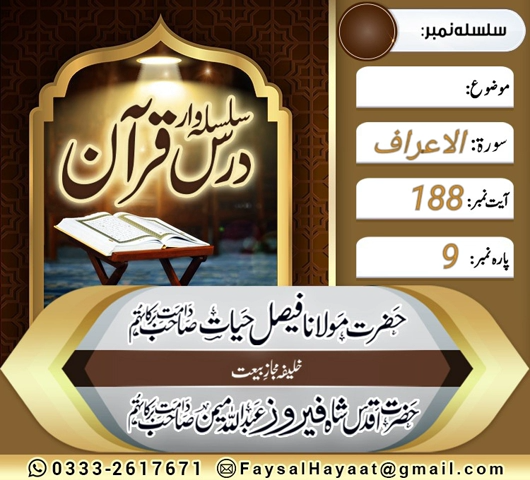 سلسلہ نمبر:
سلسلہ وار
درس قرآن
موضوع:
سورۃ: الاعراف
آیت نمبر: 188
پارہ نمبر: 9
حضرت مولانا فیصل حیات صاحب دامت برکاتہم
خلیفہ مجاز بیعت
حضرت اقدس شاہ فیروز عبداللہ میمن صاحب دامت برکاتہم
0333-2617671 FaysalHayaat@gmail.com